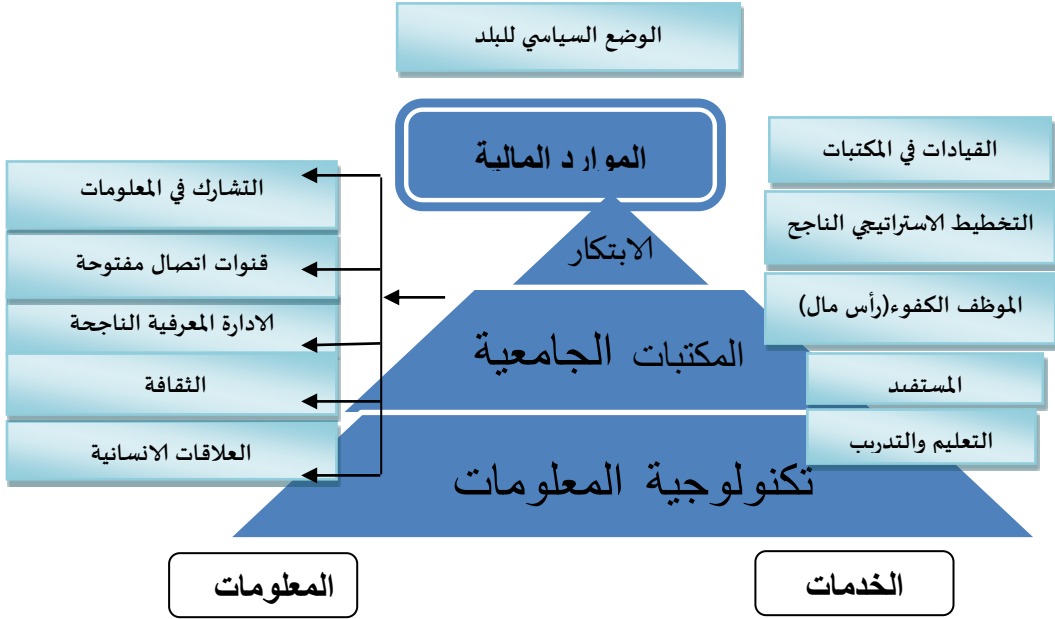 الوضع السياسي للبلد
الموارد المالية
القيادات في المكتبات
التخطيط الاستراتيجي الناجح
الموظف الكفوء(رأس مال)
المستفيد
التعليم والتدريب
الابتكار
المكتبات الجامعية
تكنولوجية المعلومات
التشارك في المعلومات
قنوات اتصال مفتوحة
الادارة المعرفية الناجحة
الثقافة
العلاقات الانسانية
الخدمات
المعلومات